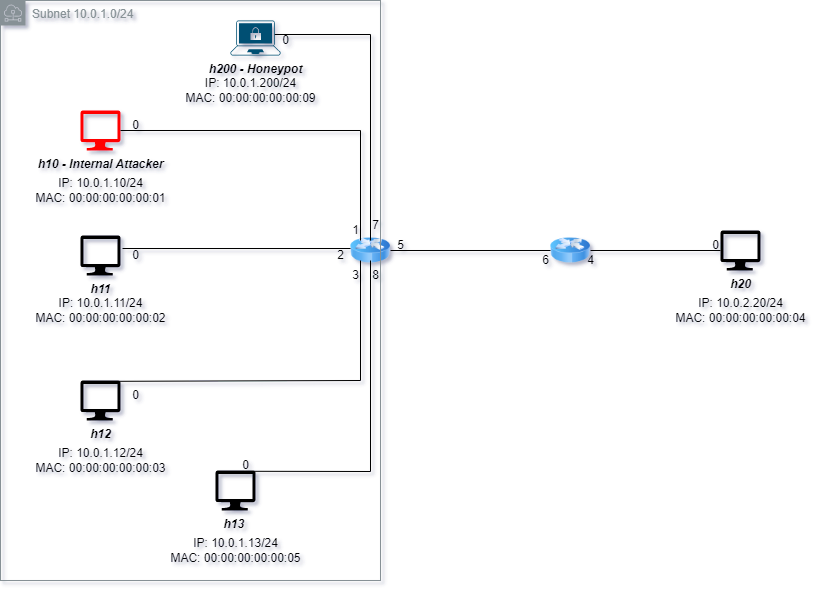 Subnet 10.0.1.0/24
0
h200 - Honeypot
IP: 10.0.1.200/24
MAC: 00:00:00:00:00:09
0
h10 - Internal Attacker
IP: 10.0.1.10/24
MAC: 00:00:00:00:00:01
1
7
0
2
5
6
4
0
3
8
h11
IP: 10.0.1.11/24
MAC: 00:00:00:00:00:02
h20
IP: 10.0.2.20/24
MAC: 00:00:00:00:00:04
0
h12
IP: 10.0.1.12/24
MAC: 00:00:00:00:00:03
0
h13
IP: 10.0.1.13/24
MAC: 00:00:00:00:00:05